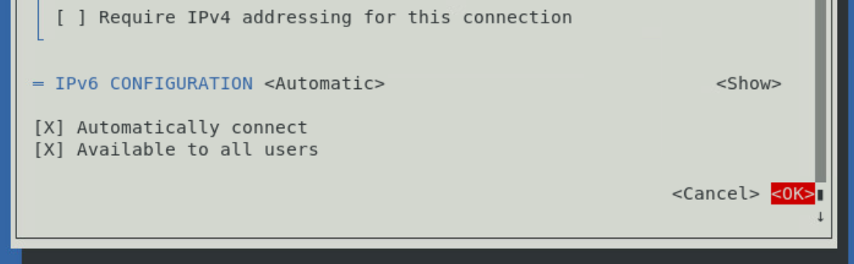 [ ] Require IPv4 addressing for this connection
═ IPv6 CONFIGURATION <Automatic> <Show>
[X] Automatically connect
[X] Available to all users
<Cancel> <OK>
↓